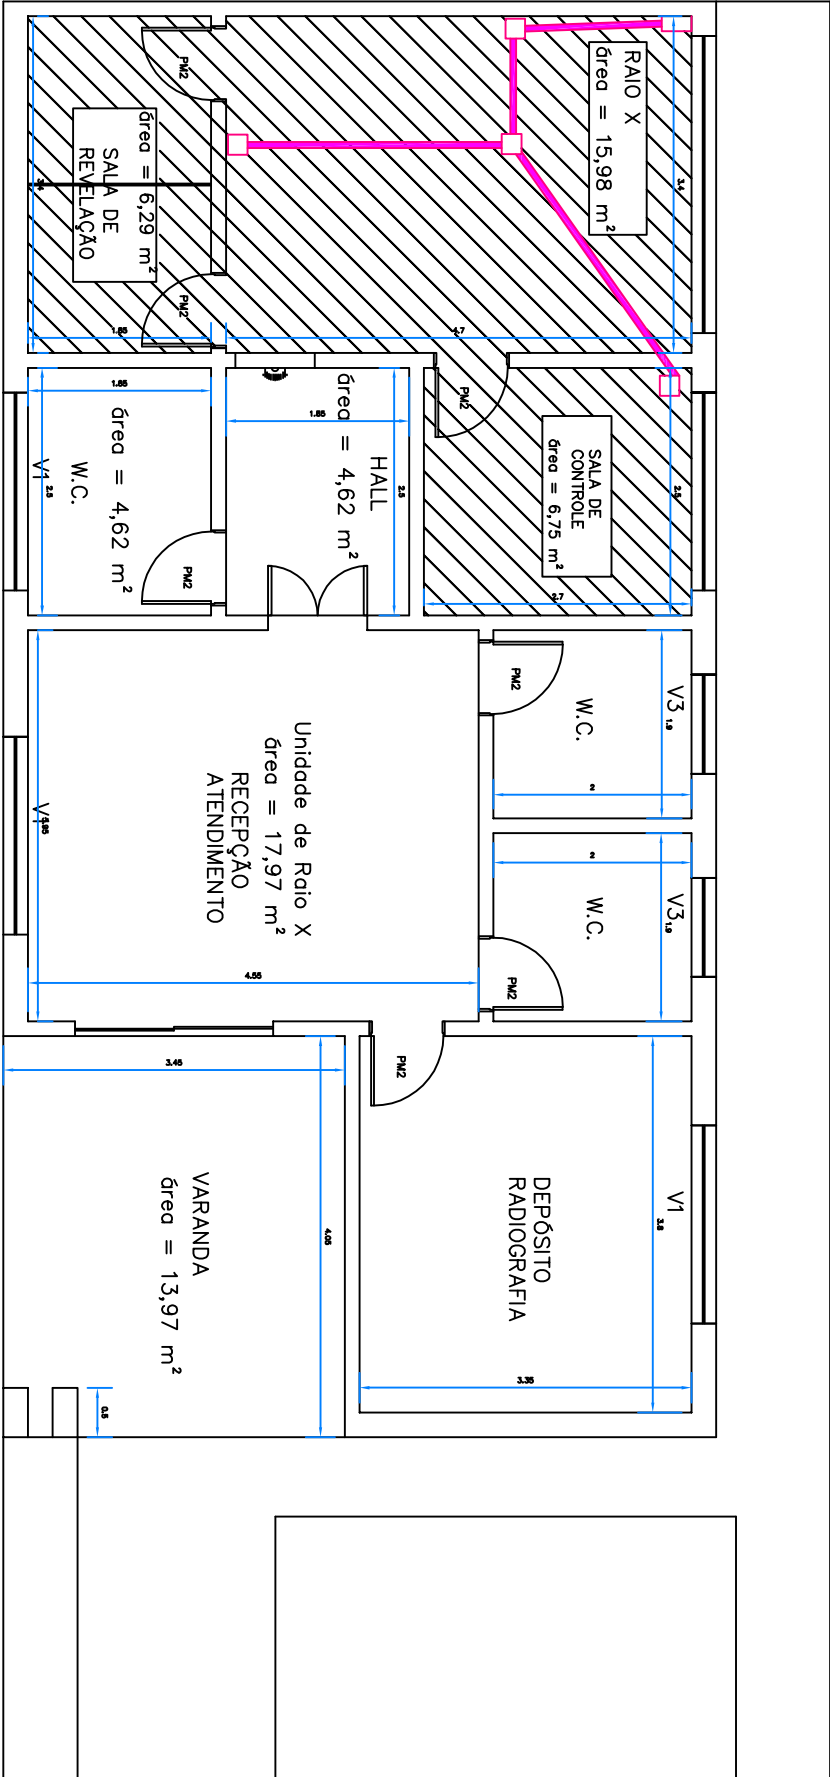 RAIO X
área = 15,98 m²
3.4
PM2
área = 6,29 m²
SALA DE
REVELAÇÃO
3.4
PM2
1.85
4.7
HALL
área = 4,62 m²
1.85
2.5
PM2
SALA DE
CONTROLE
área = 6,75 m²
2.5
2.7
1.85
área = 4,62 m²
W.C.
V1
2.5
PM2
PM2
W.C.
V3
1.9
2
Unidade de Raio X
área = 17,97 m²
RECEPÇÃO
ATENDIMENTO
4.55
2
W.C.
V3
1.9
PM2
PM2
3.45
4.05
VARANDA
área = 13,97 m²
0.5
DEPÓSITO
RADIOGRAFIA
V1
3.8
3.35